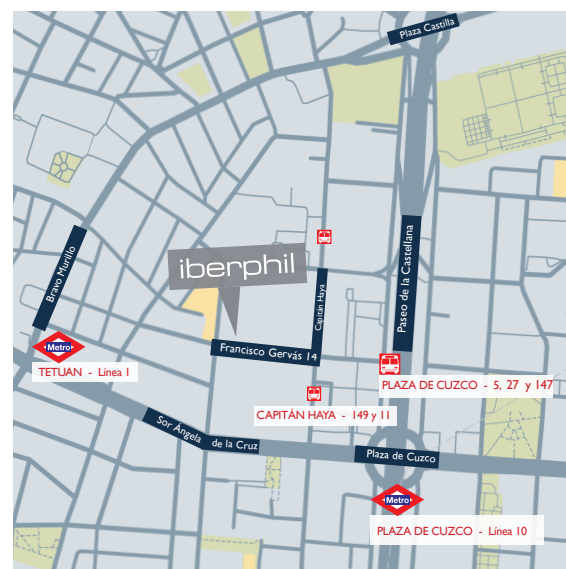 Plaza Castilla
Paseo de la Castellana
Bravo Murillo
iberphil
Capitán Haya
Francisco Gervás 14
Metro
TETUAN - Línea 1
PLAZA DE CUZCO - 5, 27 y 147
CAPITÁN HAYA - 149 y 11
Sor Ángela de la Cruz
Plaza de Cuzco
Metro
PLAZA DE CUZCO - Línea 10